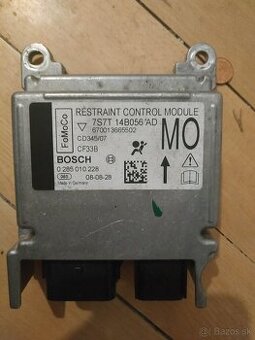 FoMoCo
RESTRAINT CONTROL MODULE
7S7T 14B056 AD
670013665502
CD345/07
CF33B
MO
BOSCH
0 285 010 228
08-08-28
Made in Germany
bazos.sk